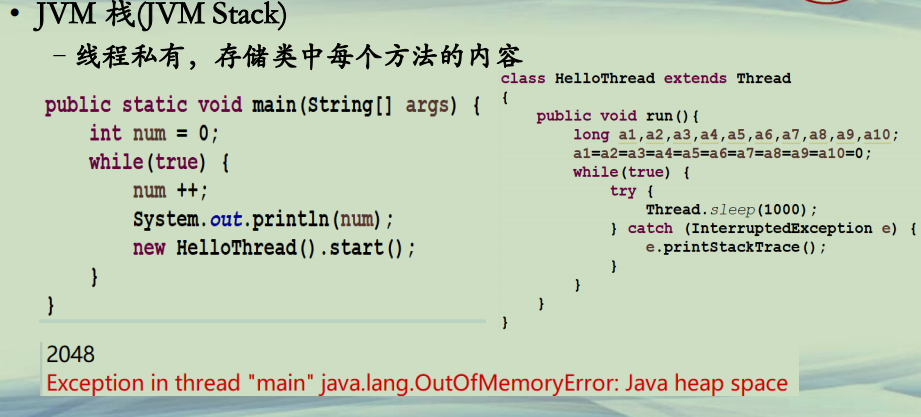 • JVM 栈(JVM Stack)
– 线程私有，存储类中每个方法的内容
public static void main(String[] args) {
int num = 0;
while(true) {
num ++;
System.out.println(num);
new HelloThread().start();
}
}
class HelloThread extends Thread
{
public void run(){
long a1,a2,a3,a4,a5,a6,a7,a8,a9,a10;
a1=a2=a3=a4=a5=a6=a7=a8=a9=a10=0;
while(true) {
try {
Thread.sleep(1000);
} catch (InterruptedException e) {
e.printStackTrace();
}
}
}
}
2048
Exception in thread "main" java.lang.OutOfMemoryError: Java heap space